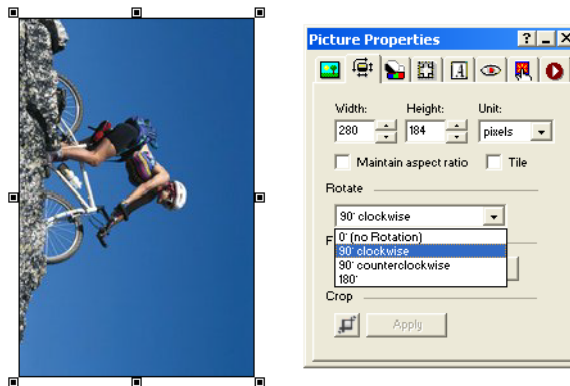 Picture Properties
A
Width: Height: Unit:
280 184 pixels
Maintain aspect ratio Tile
Rotate
90° clockwise
0° (no Rotation)
90° clockwise
90° counterclockwise
180°
Crop
Apply